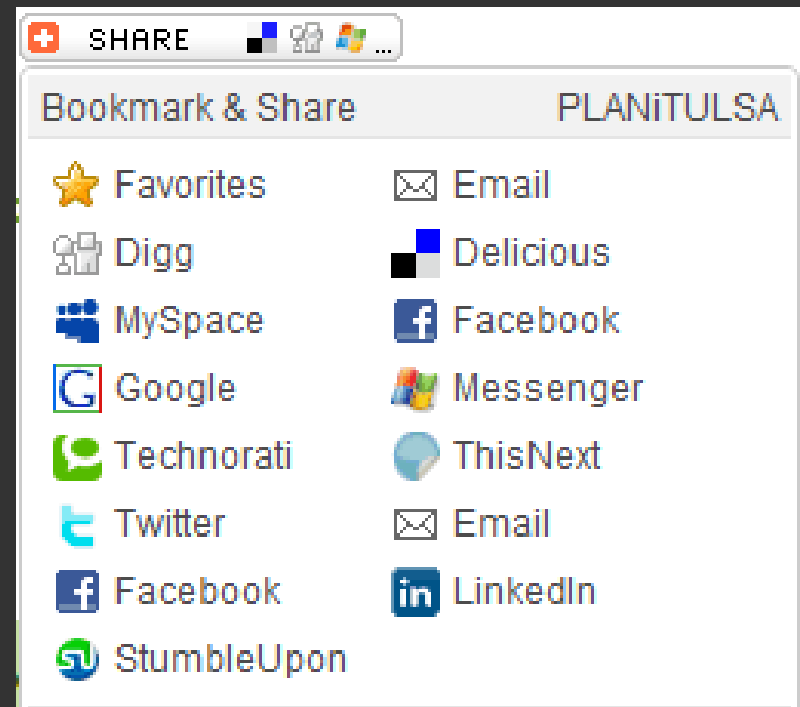 SHARE ...
Bookmark & Share PLANiTULSA
Favorites Email
Digg Delicious
MySpace Facebook
G Google Messenger
Technorati ThisNext
t Twitter Email
f Facebook in LinkedIn
StumbleUpon